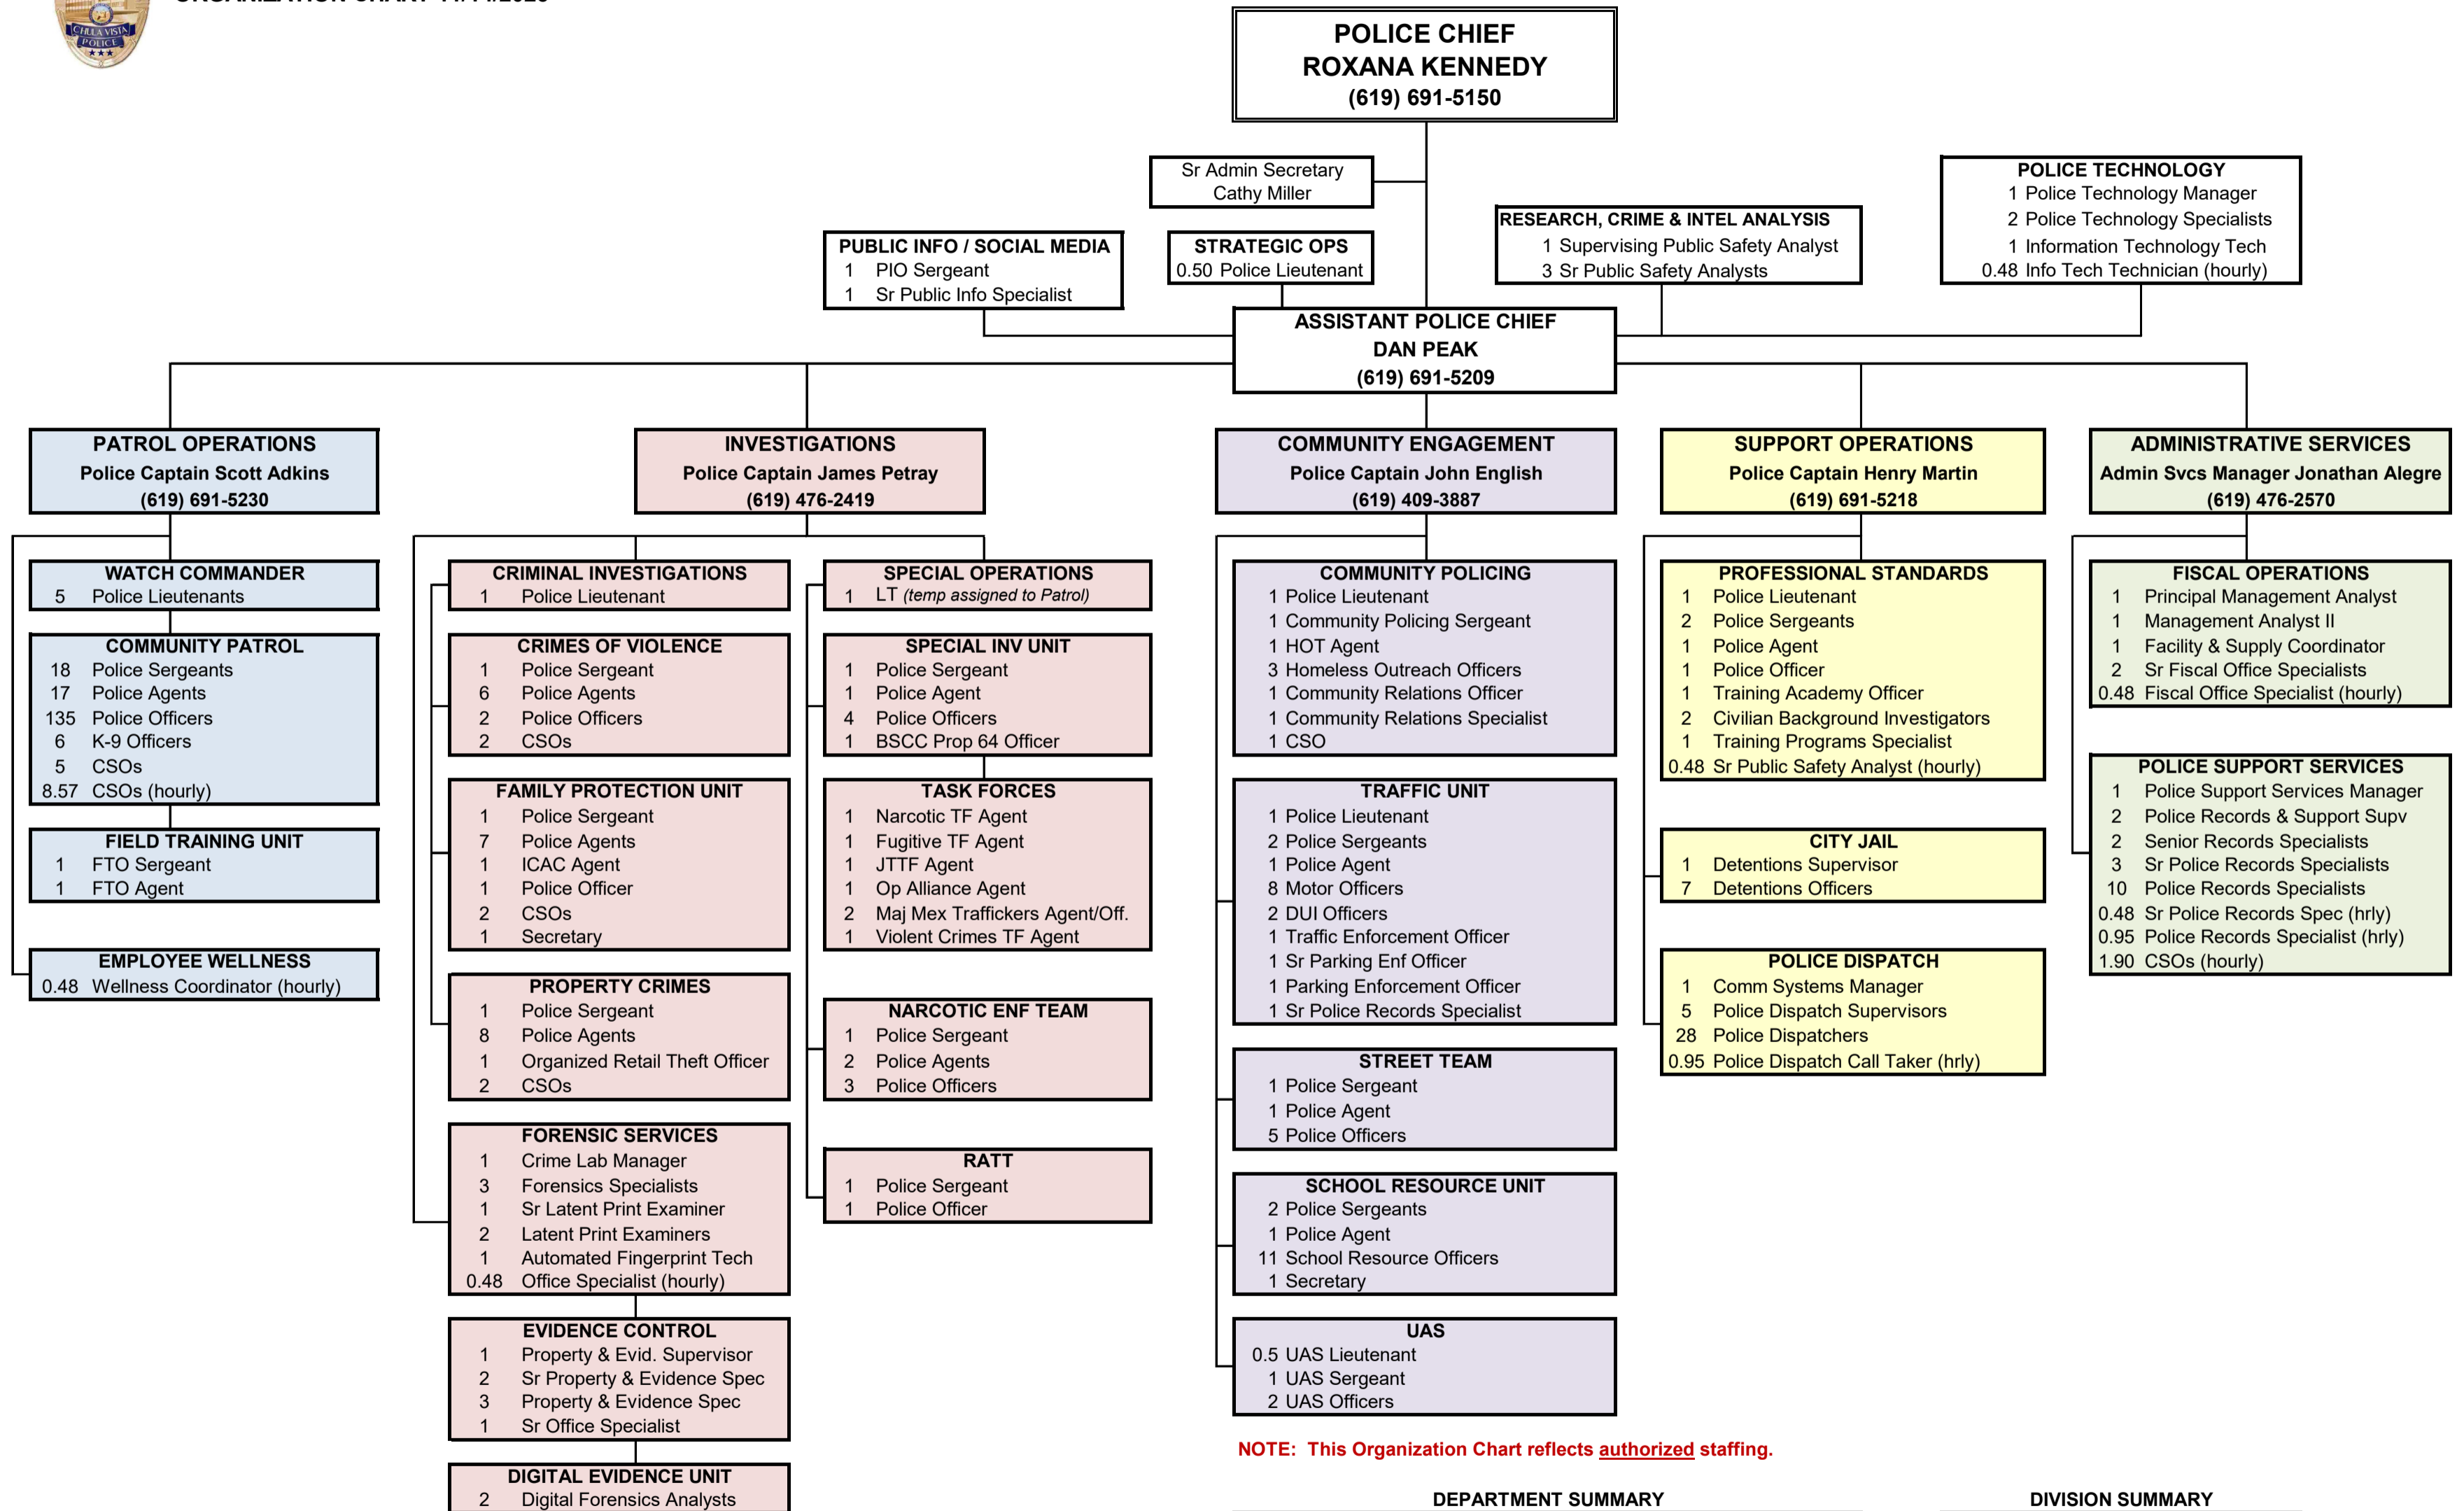 CHULA VISTA
POLICE
POLICE CHIEF
ROXANA KENNEDY
(619) 691-5150
Sr Admin Secretary
Cathy Miller
PUBLIC INFO / SOCIAL MEDIA
1 PIO Sergeant
1 Sr Public Info Specialist
STRATEGIC OPS
0.50 Police Lieutenant
RESEARCH, CRIME & INTEL ANALYSIS
1 Supervising Public Safety Analyst
3 Sr Public Safety Analysts
POLICE TECHNOLOGY
1 Police Technology Manager
2 Police Technology Specialists
1 Information Technology Tech
0.48 Info Tech Technician (hourly)
ASSISTANT POLICE CHIEF
DAN PEAK
(619) 691-5209
PATROL OPERATIONS
Police Captain Scott Adkins
(619) 691-5230
WATCH COMMANDER
5 Police Lieutenants
COMMUNITY PATROL
18 Police Sergeants
17 Police Agents
135 Police Officers
6 K-9 Officers
5 CSOs
8.57 CSOs (hourly)
FIELD TRAINING UNIT
1 FTO Sergeant
1 FTO Agent
EMPLOYEE WELLNESS
0.48 Wellness Coordinator (hourly)
INVESTIGATIONS
Police Captain James Petray
(619) 476-2419
CRIMINAL INVESTIGATIONS
1 Police Lieutenant
CRIMES OF VIOLENCE
1 Police Sergeant
6 Police Agents
2 Police Officers
2 CSOs
FAMILY PROTECTION UNIT
1 Police Sergeant
7 Police Agents
1 ICAC Agent
1 Police Officer
2 CSOs
1 Secretary
PROPERTY CRIMES
1 Police Sergeant
8 Police Agents
1 Organized Retail Theft Officer
2 CSOs
FORENSIC SERVICES
1 Crime Lab Manager
3 Forensics Specialists
1 Sr Latent Print Examiner
2 Latent Print Examiners
1 Automated Fingerprint Tech
0.48 Office Specialist (hourly)
EVIDENCE CONTROL
1 Property & Evid. Supervisor
2 Sr Property & Evidence Spec
3 Property & Evidence Spec
1 Sr Office Specialist
DIGITAL EVIDENCE UNIT
2 Digital Forensics Analysts
SPECIAL OPERATIONS
1 LT (temp assigned to Patrol)
SPECIAL INV UNIT
1 Police Sergeant
1 Police Agent
4 Police Officers
1 BSCC Prop 64 Officer
TASK FORCES
1 Narcotic TF Agent
1 Fugitive TF Agent
1 JTTF Agent
1 Op Alliance Agent
2 Maj Mex Traffickers Agent/Off.
1 Violent Crimes TF Agent
NARCOTIC ENF TEAM
1 Police Sergeant
2 Police Agents
3 Police Officers
RATT
1 Police Sergeant
1 Police Officer
COMMUNITY ENGAGEMENT
Police Captain John English
(619) 409-3887
COMMUNITY POLICING
1 Police Lieutenant
1 Community Policing Sergeant
1 HOT Agent
3 Homeless Outreach Officers
1 Community Relations Officer
1 Community Relations Specialist
1 CSO
TRAFFIC UNIT
1 Police Lieutenant
2 Police Sergeants
1 Police Agent
8 Motor Officers
2 DUI Officers
1 Traffic Enforcement Officer
1 Sr Parking Enf Officer
1 Parking Enforcement Officer
1 Sr Police Records Specialist
STREET TEAM
1 Police Sergeant
1 Police Agent
5 Police Officers
SCHOOL RESOURCE UNIT
2 Police Sergeants
1 Police Agent
11 School Resource Officers
1 Secretary
UAS
0.5 UAS Lieutenant
1 UAS Sergeant
2 UAS Officers
SUPPORT OPERATIONS
Police Captain Henry Martin
(619) 691-5218
PROFESSIONAL STANDARDS
1 Police Lieutenant
2 Police Sergeants
1 Police Agent
1 Police Officer
1 Training Academy Officer
2 Civilian Background Investigators
1 Training Programs Specialist
0.48 Sr Public Safety Analyst (hourly)
CITY JAIL
1 Detentions Supervisor
7 Detentions Officers
POLICE DISPATCH
1 Comm Systems Manager
5 Police Dispatch Supervisors
28 Police Dispatchers
0.95 Police Dispatch Call Taker (hrly)
ADMINISTRATIVE SERVICES
Admin Svcs Manager Jonathan Alegre
(619) 476-2570
FISCAL OPERATIONS
1 Principal Management Analyst
1 Management Analyst II
1 Facility & Supply Coordinator
2 Sr Fiscal Office Specialists
0.48 Fiscal Office Specialist (hourly)
POLICE SUPPORT SERVICES
1 Police Support Services Manager
2 Police Records & Support Supv
2 Senior Records Specialists
3 Sr Police Records Specialists
10 Police Records Specialists
0.48 Sr Police Records Spec (hrly)
0.95 Police Records Specialist (hrly)
1.90 CSOs (hourly)
NOTE: This Organization Chart reflects authorized staffing.
DEPARTMENT SUMMARY
DIVISION SUMMARY